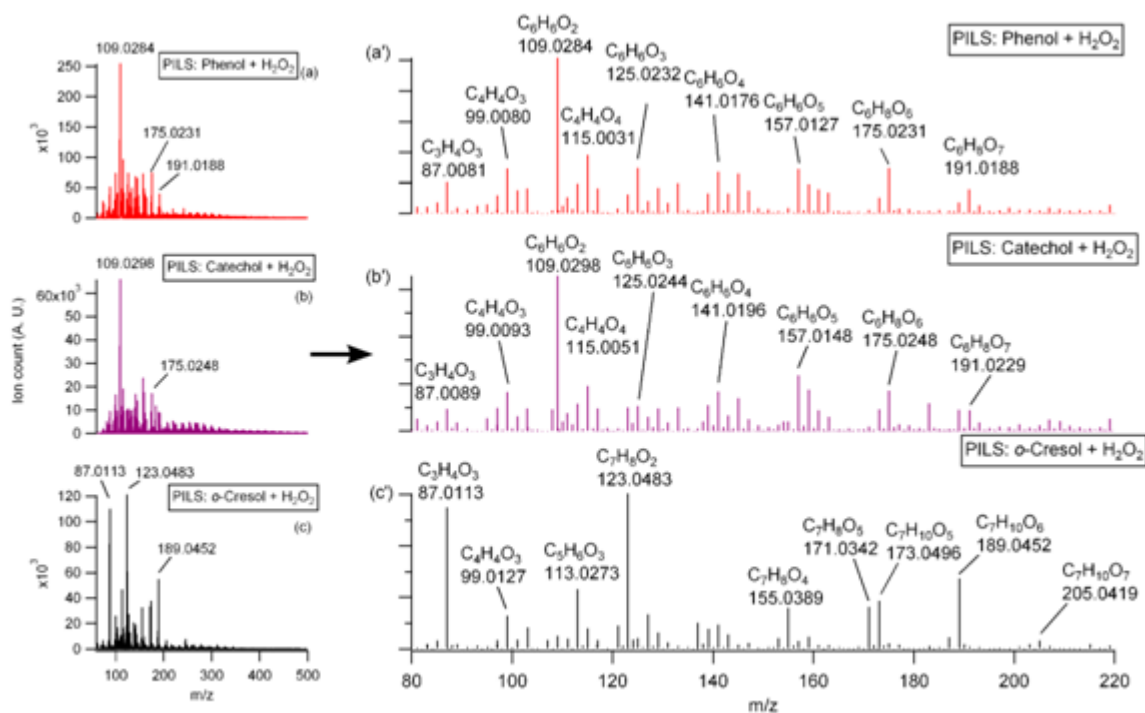 109.0284
PILS: Phenol + H₂O₂
(a)
250
200
150
100
50
0
x10³
175.0231
191.0188
(a')
PILS: Phenol + H₂O₂
C₆H₆O₂
109.0284
C₆H₆O₃
125.0232
C₄H₄O₃
99.0080
C₆H₆O₄
141.0176
C₄H₄O₄
115.0031
C₆H₆O₅
157.0127
C₆H₈O₆
175.0231
C₃H₄O₃
87.0081
C₆H₈O₇
191.0188
109.0298
PILS: Catechol + H₂O₂
(b)
60x10³
50
40
30
20
10
0
Ion count (A. U.)
175.0248
(b')
PILS: Catechol + H₂O₂
C₆H₆O₂
109.0298
C₆H₆O₃
125.0244
C₄H₄O₃
99.0093
C₆H₆O₄
141.0196
C₄H₄O₄
115.0051
C₆H₆O₅
157.0148
C₆H₈O₆
175.0248
C₃H₄O₃
87.0089
C₆H₈O₇
191.0229
87.0113
123.0483
PILS: o-Cresol + H₂O₂
(c)
120
100
80
60
40
20
0
x10³
189.0452
100
200
300
400
500
m/z
(c')
PILS: o-Cresol + H₂O₂
C₃H₄O₃
87.0113
C₇H₈O₂
123.0483
C₄H₄O₃
99.0127
C₅H₆O₃
113.0273
C₇H₈O₄
155.0389
C₇H₈O₅
171.0342
C₇H₁₀O₅
173.0496
C₇H₁₀O₆
189.0452
C₇H₁₀O₇
205.0419
80
100
120
140
160
180
200
220
m/z